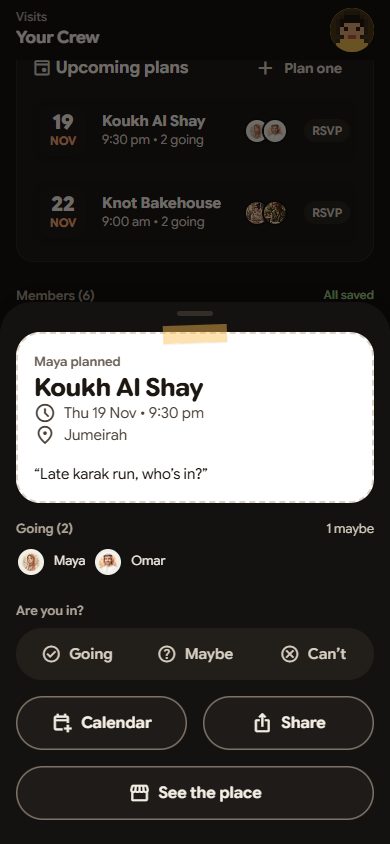 Visits
Your Crew
Upcoming plans
Plan one
19
NOV
Koukh Al Shay
9:30 pm • 2 going
RSVP
22
NOV
Knot Bakehouse
9:00 am • 2 going
RSVP
Members (6)
All saved
Maya planned
Koukh Al Shay
Thu 19 Nov • 9:30 pm
Jumeirah
“Late karak run, who’s in?”
Going (2)
1 maybe
Maya
Omar
Are you in?
Going
Maybe
Can’t
Calendar
Share
See the place